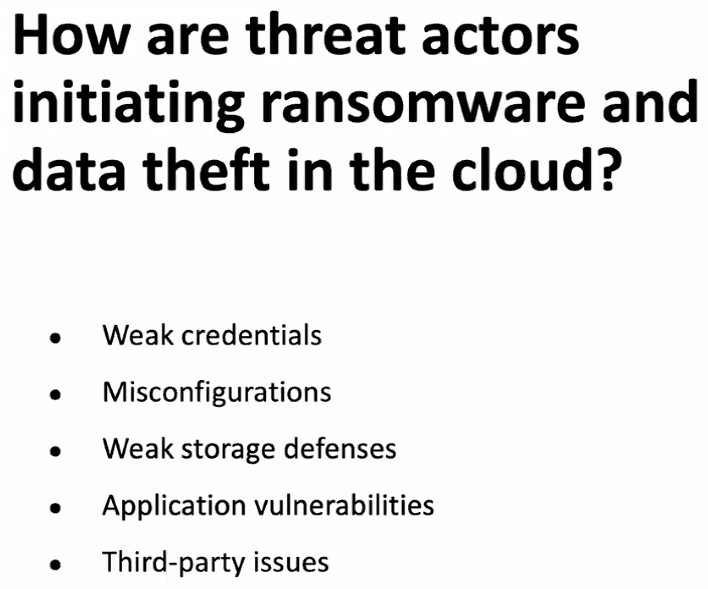 How are threat actors
initiating ransomware and
data theft in the cloud?
• Weak credentials
• Misconfigurations
• Weak storage defenses
• Application vulnerabilities
• Third-party issues